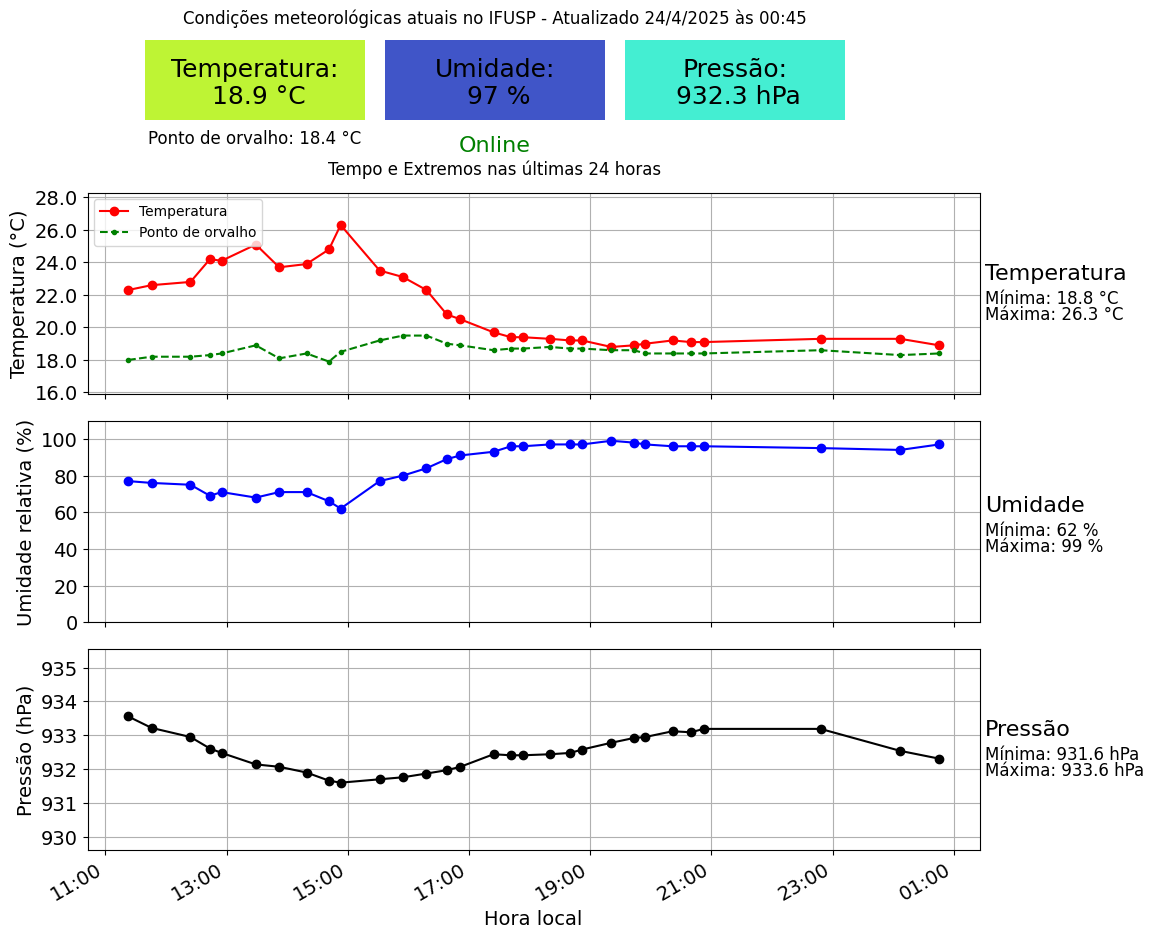 Condições meteorológicas atuais no IFUSP - Atualizado 24/4/2025 às 00:45
Temperatura:
18.9 °C
Umidade:
97 %
Pressão:
932.3 hPa
Ponto de orvalho: 18.4 °C
Online
Tempo e Extremos nas últimas 24 horas
Temperatura (°C)
28.0
26.0
24.0
22.0
20.0
18.0
16.0
Temperatura
Ponto de orvalho
Temperatura
Mínima: 18.8 °C
Máxima: 26.3 °C
Umidade relativa (%)
100
80
60
40
20
0
Umidade
Mínima: 62 %
Máxima: 99 %
Pressão (hPa)
935
934
933
932
931
930
Pressão
Mínima: 931.6 hPa
Máxima: 933.6 hPa
11:00
13:00
15:00
17:00
19:00
21:00
23:00
01:00
Hora local